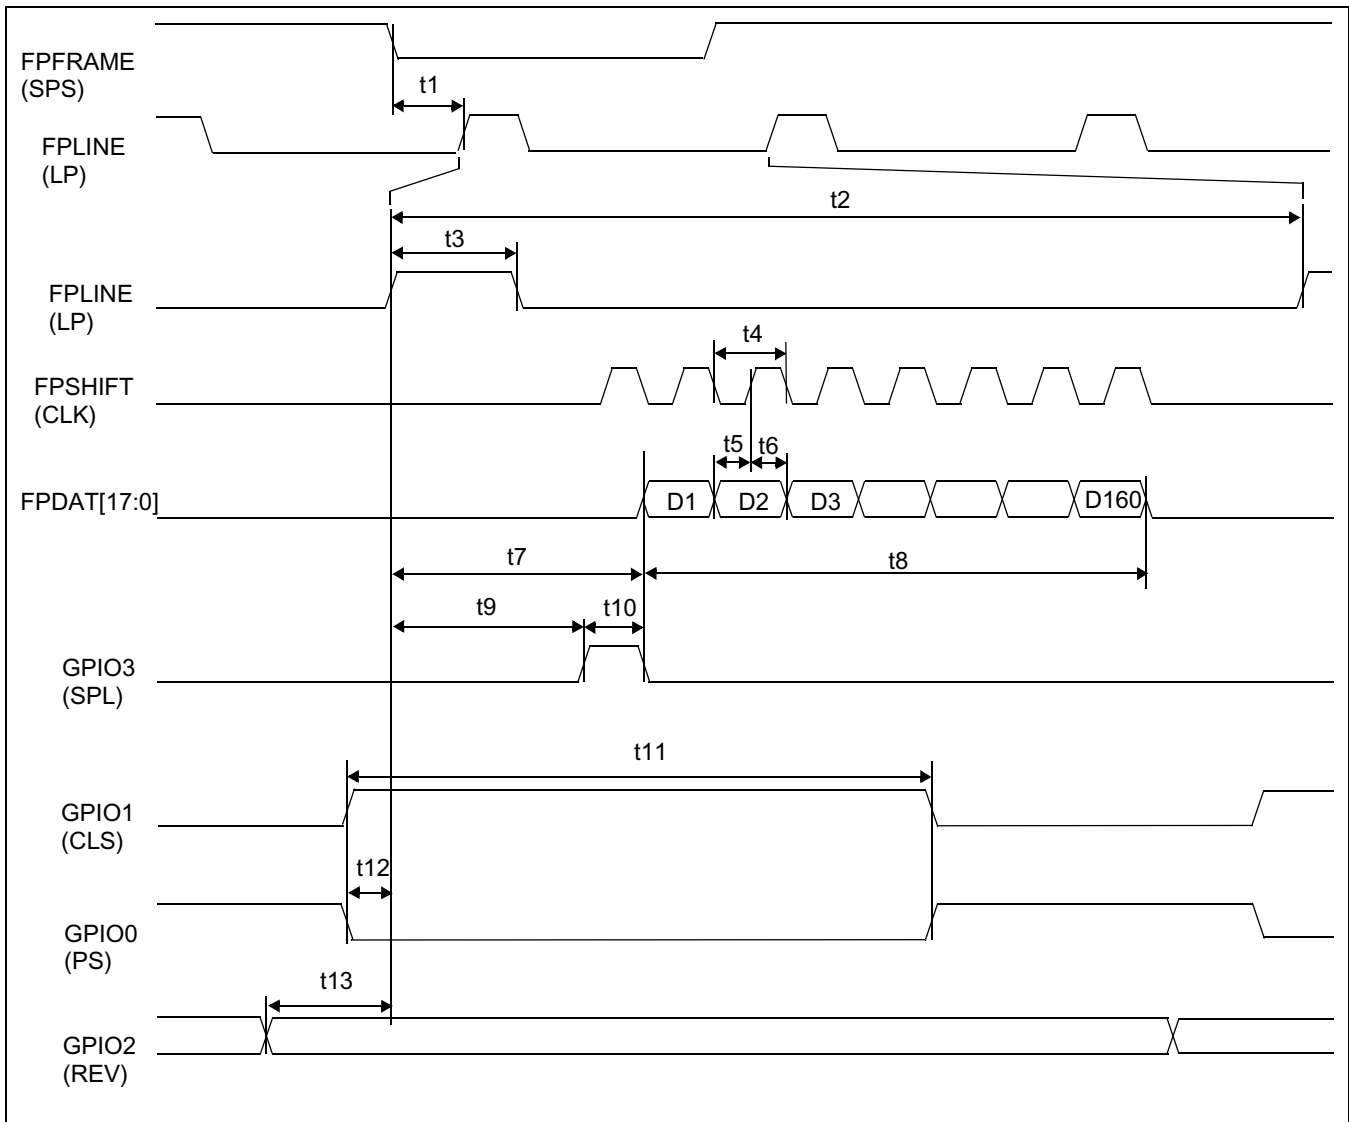 FPFRAME
(SPS)
t1
FPLINE
(LP)
t2
t3
FPLINE
(LP)
t4
FPSHIFT
(CLK)
t5 t6
FPDAT[17:0]
D1 D2 D3 D160
t7
t8
t9 t10
GPIO3
(SPL)
t11
GPIO1
(CLS)
t12
GPIO0
(PS)
t13
GPIO2
(REV)